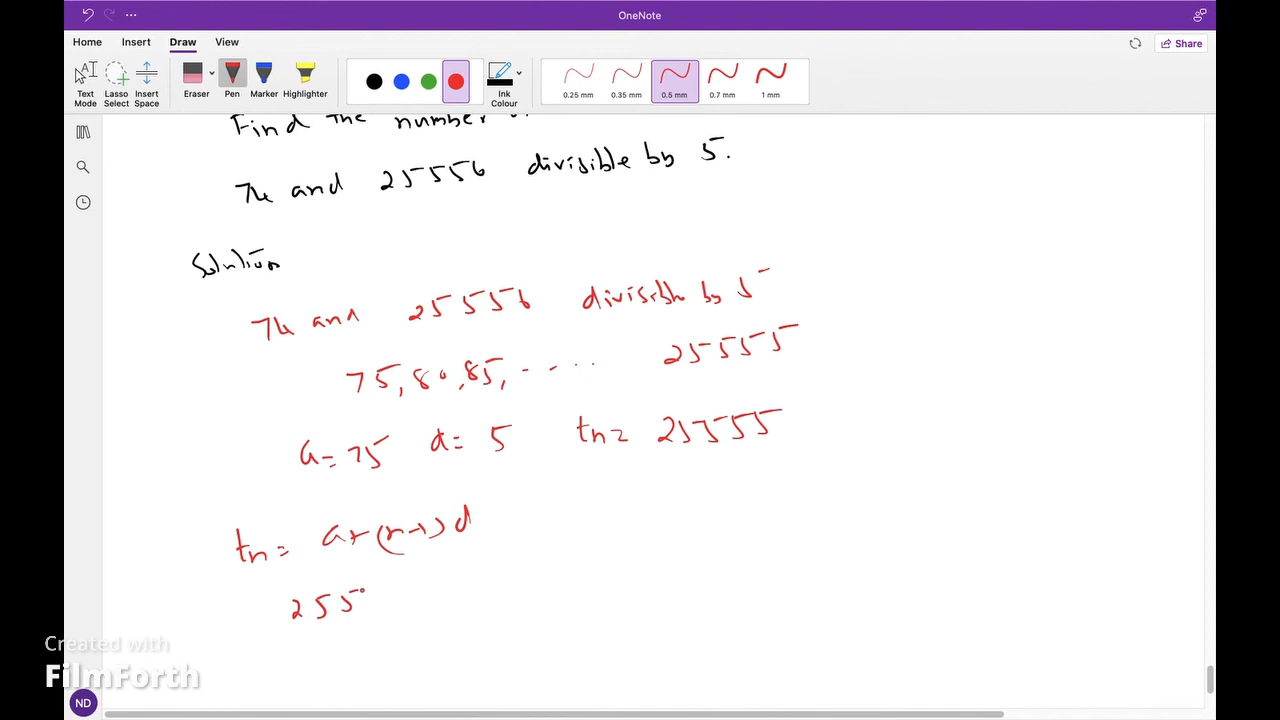 OneNote
Home Insert Draw View
Share
Text Mode
Lasso Select
Insert Space
Eraser
Pen
Marker
Highlighter
Ink Colour
0.25 mm
0.35 mm
0.5 mm
0.7 mm
1 mm
Find the number
74 and 25556 divisible by 5.
Solution
74 and 25556 divisible by 5
75, 80, 85, ..... 25555
a = 75 d = 5 tn = 25555
tn = a + (n-1) d
255
Created with
FilmForth
ND